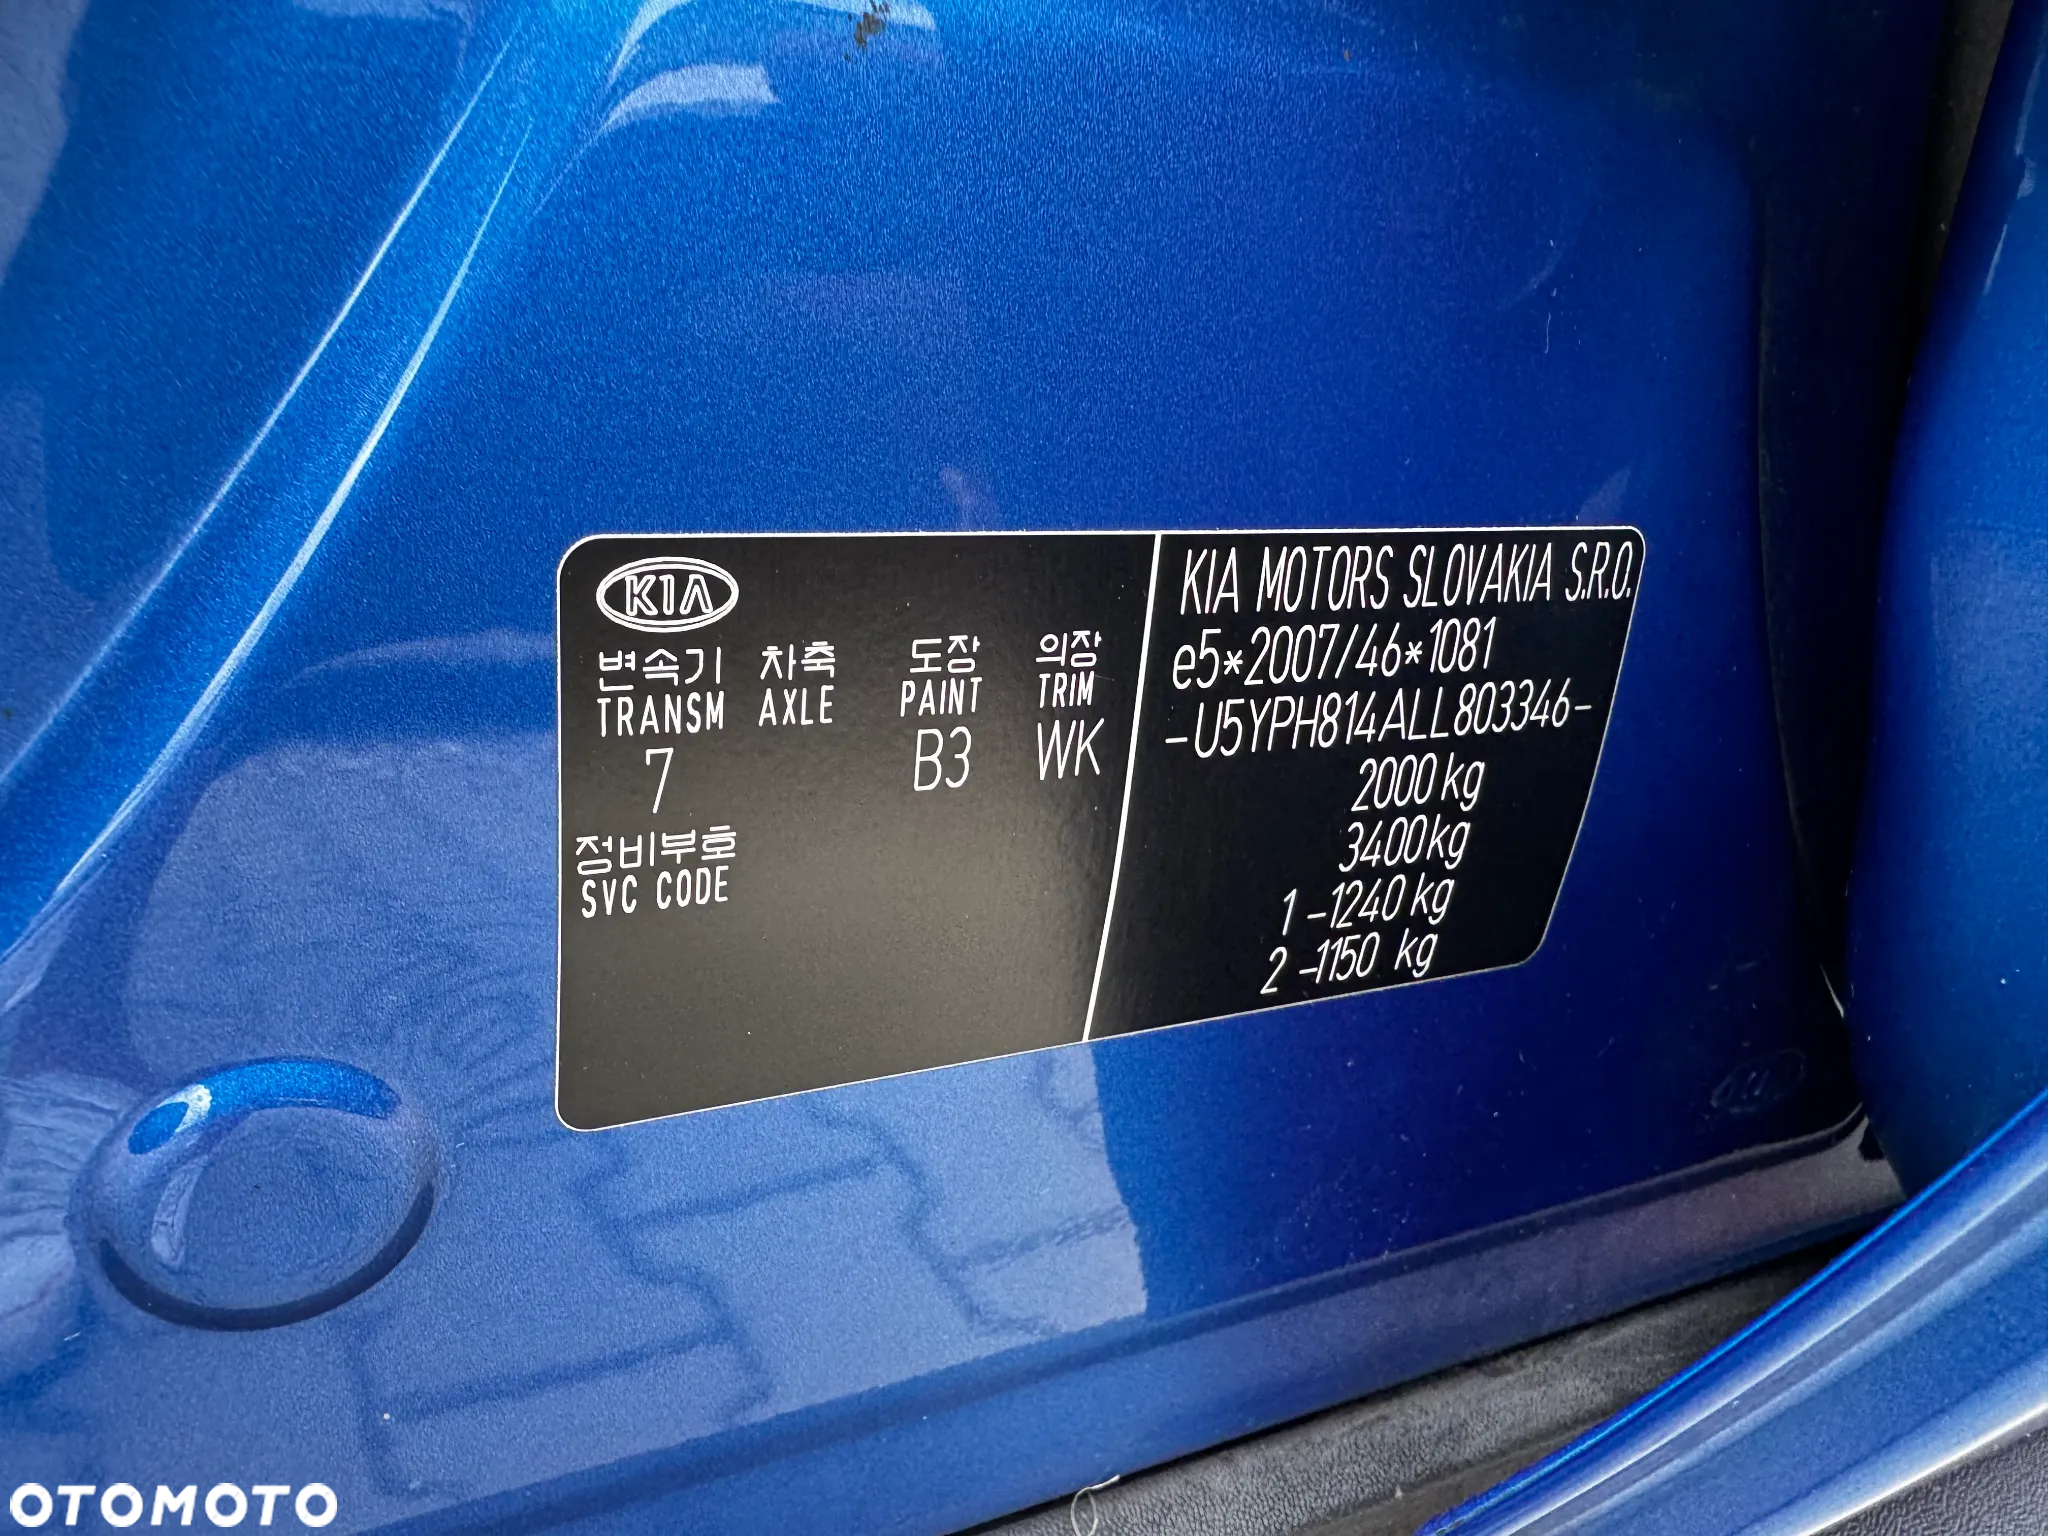 KIA
변속기 차축 도장 의장
TRANSM AXLE PAINT TRIM
7 B3 WK
정비부호
SVC CODE
KIA MOTORS SLOVAKIA S.R.O.
e5*2007/46*1081
-U5YPH814ALL803346-
2000 kg
3400kg
1 -1240 kg
2 -1150 kg
OTOMOTO